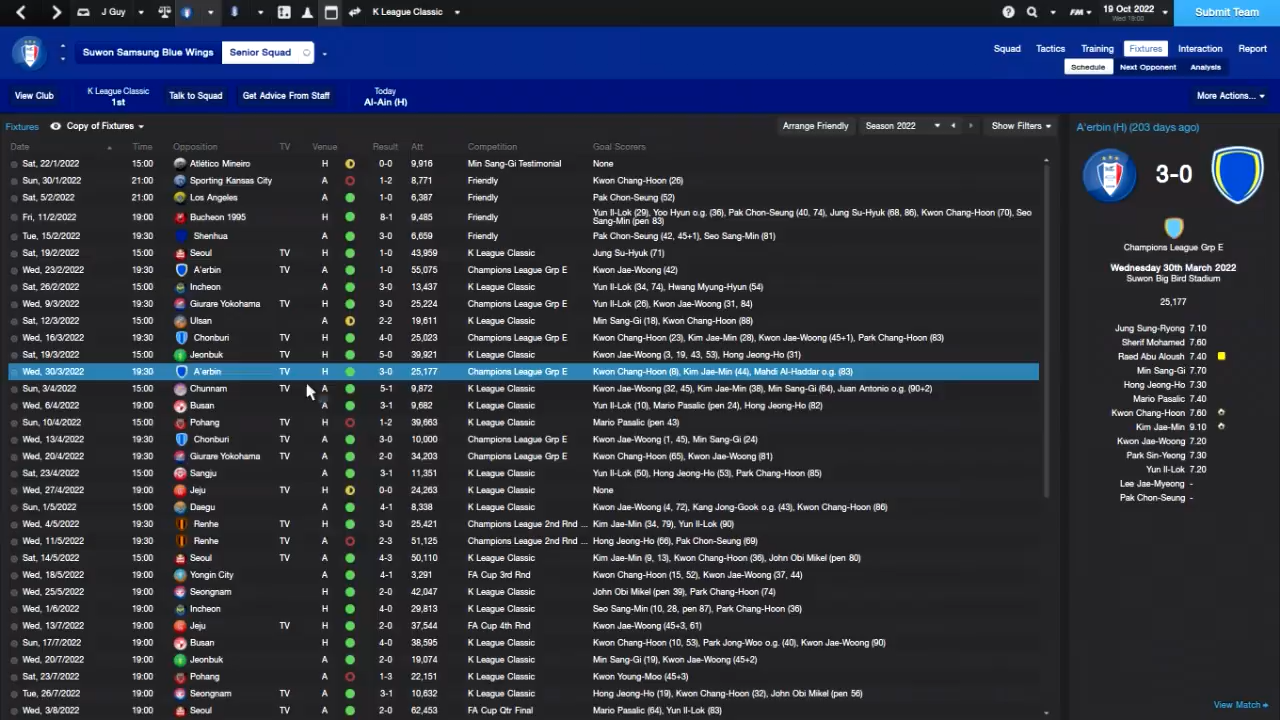 J Guy
K League Classic
FM
19 Oct 2022
Wed 19:00
Submit Team
Suwon Samsung Blue Wings
Senior Squad
Squad Tactics Training Fixtures Interaction Report
Schedule Next Opponent Analysis
View Club
K League Classic
1st
Talk to Squad
Get Advice From Staff
Today
Al-Ain (H)
More Actions...
Fixtures
Copy of Fixtures
Arrange Friendly
Season 2022
Show Filters
Date Time Opposition TV Venue Result Att Competition Goal Scorers
Sat, 22/1/2022 15:00 Atlético Mineiro H 0-0 9,916 Min Sang-Gi Testimonial None
Sun, 30/1/2022 21:00 Sporting Kansas City A 1-2 8,771 Friendly Kwon Chang-Hoon (26)
Sat, 5/2/2022 21:00 Los Angeles A 1-0 6,387 Friendly Pak Chon-Seung (52)
Fri, 11/2/2022 19:00 Bucheon 1995 H 8-1 9,485 Friendly Yun Il-Lok (29), Yoo Hyun o.g. (36), Pak Chon-Seung (40, 74), Jung Su-Hyuk (68, 86), Kwon Chang-Hoon (70), Seo
Sang-Min (pen 83)
Tue, 15/2/2022 19:30 Shenhua A 3-0 6,659 Friendly Pak Chon-Seung (42, 45+1), Seo Sang-Min (81)
Sat, 19/2/2022 15:00 Seoul TV H 1-0 43,959 K League Classic Jung Su-Hyuk (71)
Wed, 23/2/2022 19:30 A'erbin TV A 1-0 55,075 Champions League Grp E Kwon Jae-Woong (42)
Sat, 26/2/2022 15:00 Incheon A 3-0 13,437 K League Classic Yun Il-Lok (34, 74), Hwang Myung-Hyun (54)
Wed, 9/3/2022 19:30 Giurare Yokohama TV H 3-0 25,224 Champions League Grp E Yun Il-Lok (26), Kwon Jae-Woong (31, 84)
Sat, 12/3/2022 15:00 Ulsan A 2-2 19,611 K League Classic Min Sang-Gi (18), Kwon Chang-Hoon (88)
Wed, 16/3/2022 19:30 Chonburi TV H 4-0 25,023 Champions League Grp E Kwon Chang-Hoon (23), Kim Jae-Min (28), Kwon Jae-Woong (45+1), Park Chang-Hoon (83)
Sat, 19/3/2022 15:00 Jeonbuk TV H 5-0 39,921 K League Classic Kwon Jae-Woong (3, 19, 43, 53), Hong Jeong-Ho (31)
Wed, 30/3/2022 19:30 A'erbin TV H 3-0 25,177 Champions League Grp E Kwon Chang-Hoon (8), Kim Jae-Min (44), Mahdi Al-Haddar o.g. (83)
Sun, 3/4/2022 15:00 Chunnam TV A 5-1 9,872 K League Classic Kwon Jae-Woong (32, 45), Kim Jae-Min (38), Min Sang-Gi (64), Juan Antonio o.g. (90+2)
Wed, 6/4/2022 19:00 Busan A 3-1 9,682 K League Classic Yun Il-Lok (10), Mario Pasalic (pen 24), Hong Jeong-Ho (82)
Sun, 10/4/2022 15:00 Pohang TV H 1-2 39,663 K League Classic Mario Pasalic (pen 43)
Wed, 13/4/2022 19:30 Chonburi TV A 3-0 10,000 Champions League Grp E Kwon Jae-Woong (1, 45), Min Sang-Gi (24)
Wed, 20/4/2022 19:30 Giurare Yokohama TV A 2-0 34,203 Champions League Grp E Park Chang-Hoon (65), Kwon Jae-Woong (81)
Sat, 23/4/2022 15:00 Sangju A 3-1 11,351 K League Classic Yun Il-Lok (50), Hong Jeong-Ho (53), Park Chang-Hoon (85)
Wed, 27/4/2022 19:00 Jeju TV H 0-0 24,263 K League Classic None
Sun, 1/5/2022 15:00 Daegu A 4-1 8,338 K League Classic Kwon Jae-Woong (4, 72), Kang Jong-Gook o.g. (43), Kwon Chang-Hoon (86)
Wed, 4/5/2022 19:30 Renhe TV H 3-0 25,421 Champions League 2nd Rnd ... Kim Jae-Min (34, 79), Yun Il-Lok (90)
Wed, 11/5/2022 19:30 Renhe TV A 2-3 51,125 Champions League 2nd Rnd ... Hong Jeong-Ho (66), Pak Chon-Seung (69)
Sat, 14/5/2022 15:00 Seoul TV A 4-3 50,110 K League Classic Kim Jae-Min (9, 13), Kwon Chang-Hoon (36), John Obi Mikel (pen 80)
Wed, 18/5/2022 19:00 Yongin City A 4-1 3,291 FA Cup 3rd Rnd Kwon Chang-Hoon (15, 52), Kwon Jae-Woong (37, 44)
Wed, 25/5/2022 19:00 Seongnam H 2-0 42,047 K League Classic John Obi Mikel (pen 39), Park Chang-Hoon (74)
Wed, 1/6/2022 19:00 Incheon H 4-0 29,813 K League Classic Seo Sang-Min (10, 28, pen 87), Park Chang-Hoon (36)
Wed, 13/7/2022 19:00 Jeju TV H 2-0 37,544 FA Cup 4th Rnd Kwon Jae-Woong (45+3, 61)
Sun, 17/7/2022 19:00 Busan H 4-0 38,595 K League Classic Kwon Chang-Hoon (10, 53), Park Jong-Woo o.g. (40), Kwon Jae-Woong (90)
Wed, 20/7/2022 19:00 Jeonbuk A 2-0 19,074 K League Classic Min Sang-Gi (19), Kwon Jae-Woong (45+2)
Sat, 23/7/2022 19:00 Pohang A 1-3 22,151 K League Classic Kwon Young-Moo (45+3)
Tue, 26/7/2022 19:00 Seongnam TV A 3-1 10,632 K League Classic Hong Jeong-Ho (19), Kwon Chang-Hoon (32), John Obi Mikel (pen 56)
Wed, 3/8/2022 19:00 Seoul TV A 2-0 62,453 FA Cup Qtr Final Mario Pasalic (64), Yun Il-Lok (83)
A'erbin (H) (203 days ago)
3-0
Champions League Grp E
Wednesday 30th March 2022
Suwon Big Bird Stadium
25,177
Jung Sung-Ryong 7.10
Sherif Mohamed 7.60
Raed Abu Aloush 7.40
Min Sang-Gi 7.70
Hong Jeong-Ho 7.30
Mario Pasalic 7.40
Kwon Chang-Hoon 7.60
Kim Jae-Min 9.10
Kwon Jae-Woong 7.20
Park Sin-Yeong 7.30
Yun Il-Lok 7.20
Lee Jae-Myeong -
Pak Chon-Seung -
View Match